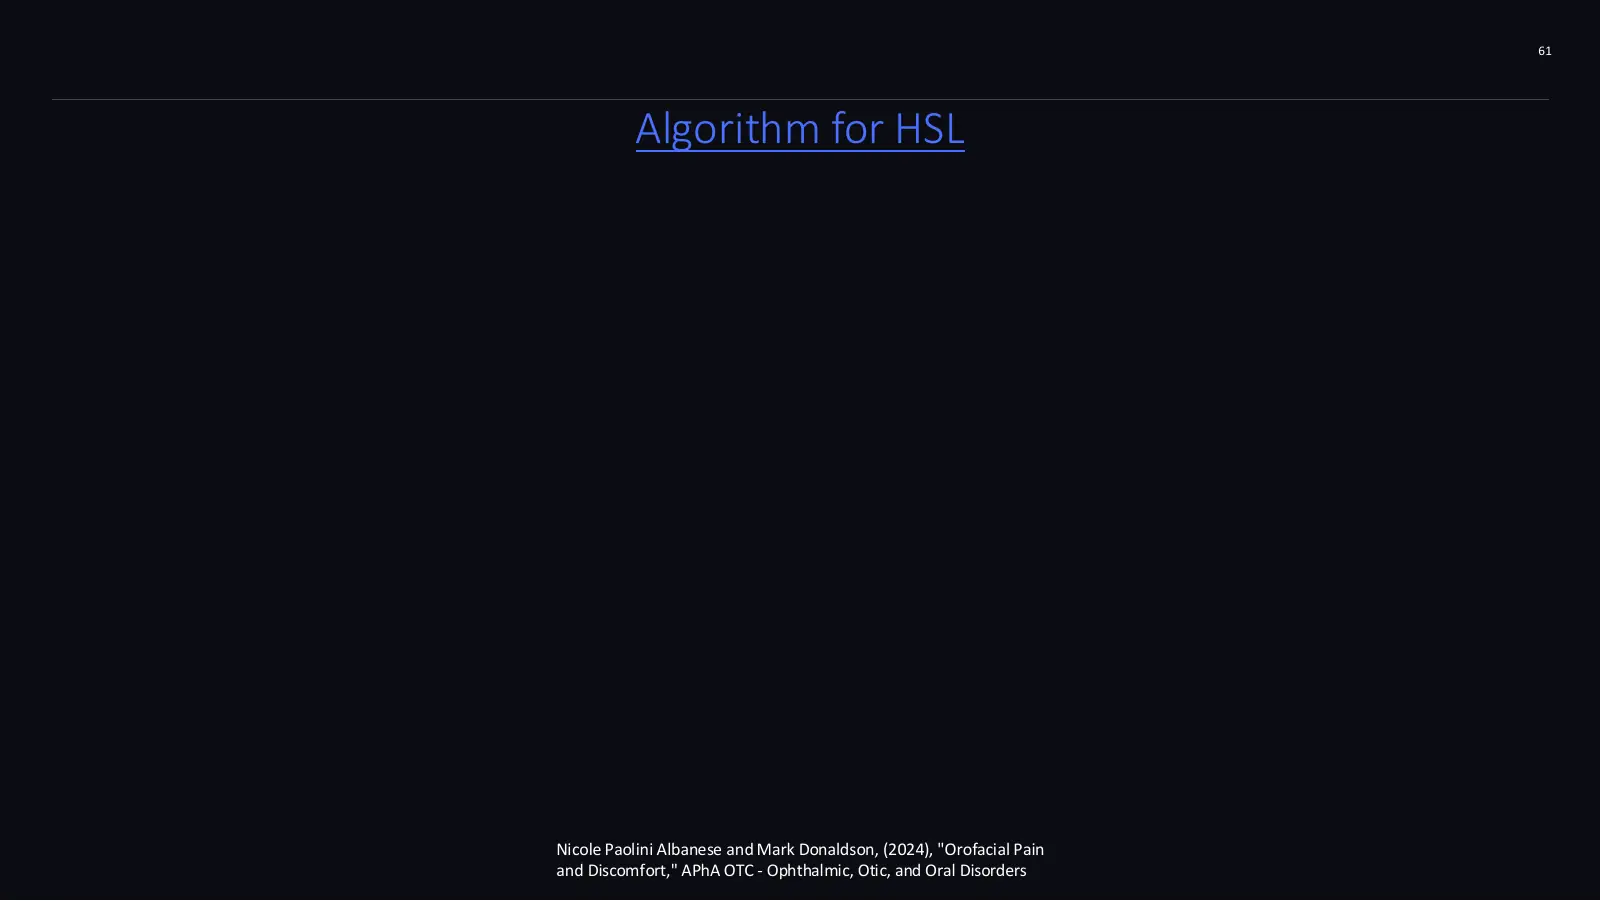 61
Algorithm for HSL
Nicole Paolini Albanese and Mark Donaldson, (2024), "Orofacial Pain
and Discomfort," APhA OTC - Ophthalmic, Otic, and Oral Disorders